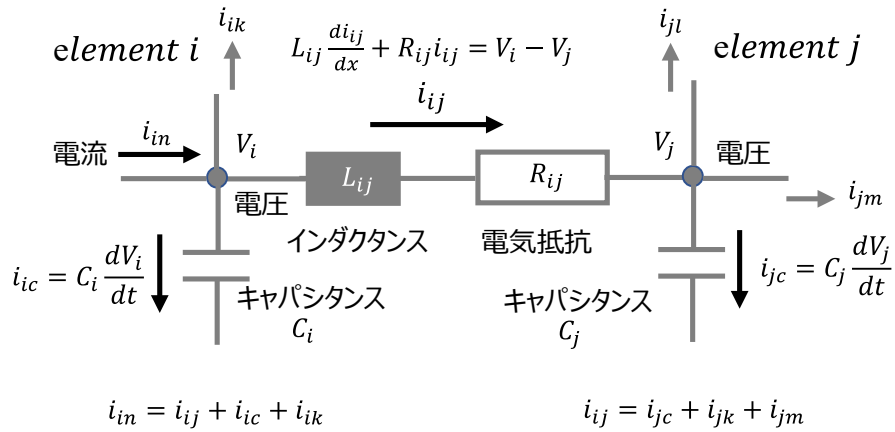 i_{ik}
i_{jl}
element i
L_{ij} \frac{di_{ij}}{dx} + R_{ij}i_{ij} = V_i − V_j
element j
i_{ij}
i_{in}
V_i
V_j
電流
電圧
L_{ij}
R_{ij}
電圧
i_{jm}
インダクタンス
電気抵抗
i_{ic} = C_i \frac{dV_i}{dt}
i_{jc} = C_j \frac{dV_j}{dt}
キャパシタンス
C_i
キャパシタンス
C_j
i_{in} = i_{ij} + i_{ic} + i_{ik}
i_{ij} = i_{jc} + i_{jk} + i_{jm}